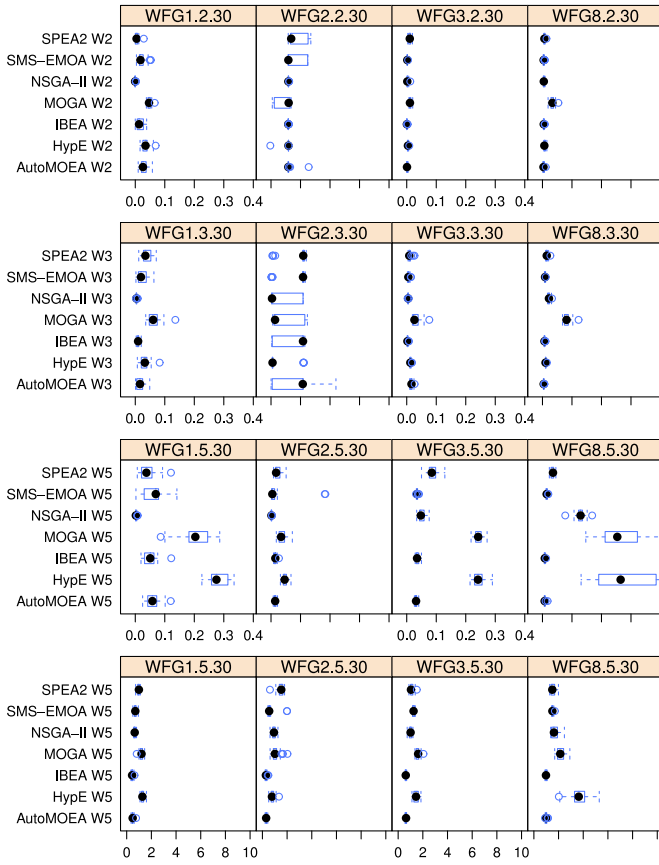 WFG1.2.30 WFG2.2.30 WFG3.2.30 WFG8.2.30
SPEA2 W2
SMS−EMOA W2
NSGA−II W2
MOGA W2
IBEA W2
HypE W2
AutoMOEA W2
0.0 0.1 0.2 0.3 0.4 0.0 0.1 0.2 0.3 0.4
WFG1.3.30 WFG2.3.30 WFG3.3.30 WFG8.3.30
SPEA2 W3
SMS−EMOA W3
NSGA−II W3
MOGA W3
IBEA W3
HypE W3
AutoMOEA W3
0.0 0.1 0.2 0.3 0.4 0.0 0.1 0.2 0.3 0.4
WFG1.5.30 WFG2.5.30 WFG3.5.30 WFG8.5.30
SPEA2 W5
SMS−EMOA W5
NSGA−II W5
MOGA W5
IBEA W5
HypE W5
AutoMOEA W5
0.0 0.1 0.2 0.3 0.4 0.0 0.1 0.2 0.3 0.4
WFG1.5.30 WFG2.5.30 WFG3.5.30 WFG8.5.30
SPEA2 W5
SMS−EMOA W5
NSGA−II W5
MOGA W5
IBEA W5
HypE W5
AutoMOEA W5
0 2 4 6 8 10 0 2 4 6 8 10